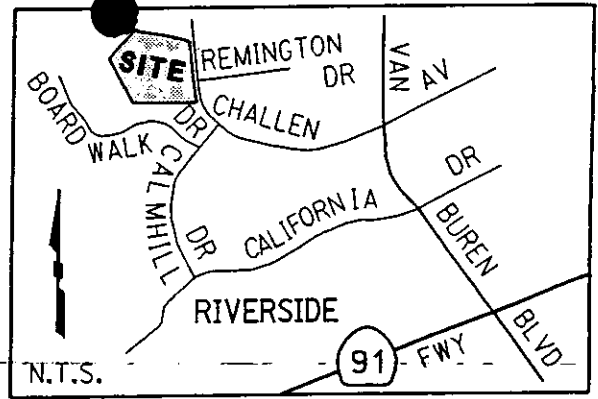 SITE
REMINGTON DR
VAN BUREN BLVD
CHALLEN AV
BOARD WALK DR
CALMHILL DR
CALIFORNIA DR
RIVERSIDE
91 FWY
N.T.S.